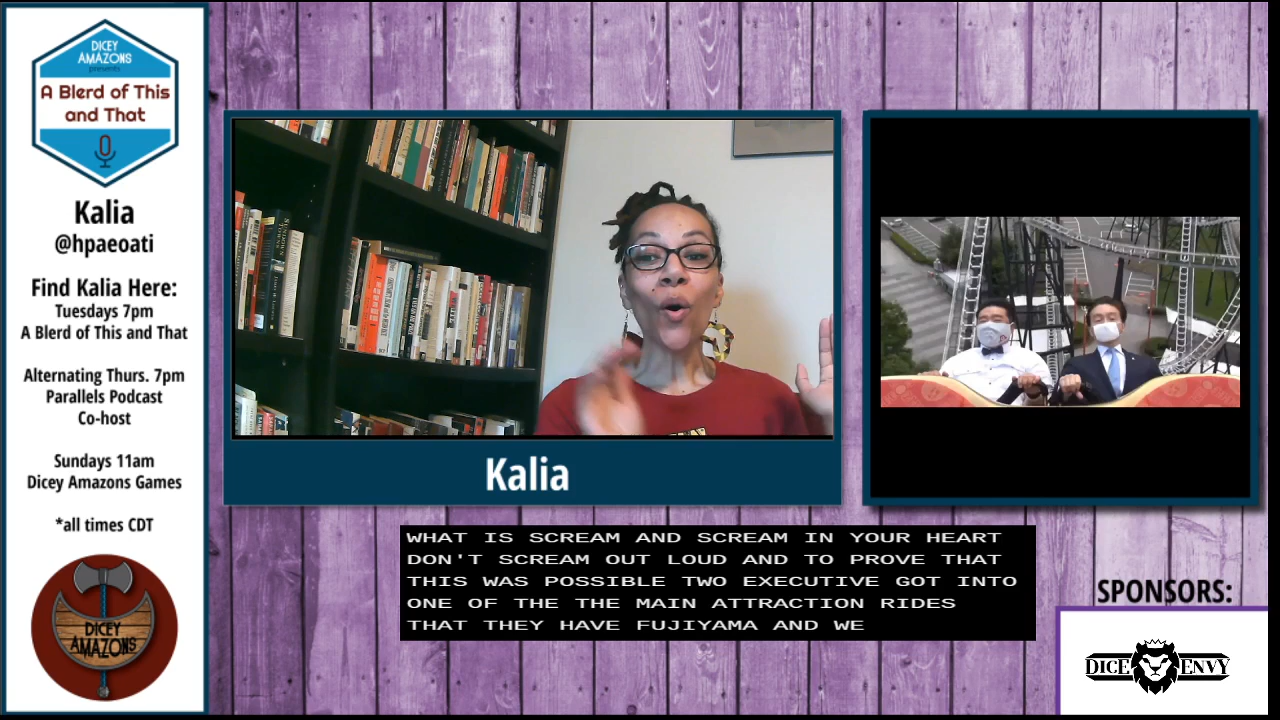 DICEY
AMAZONS
presents
A Blerd of This
and That
Kalia
@hpaeoati
Find Kalia Here:
Tuesdays 7pm
A Blerd of This and That
Alternating Thurs. 7pm
Parallels Podcast
Co-host
Sundays 11am
Dicey Amazons Games
*all times CDT
DICEY
AMAZONS
Kalia
WHAT IS SCREAM AND SCREAM IN YOUR HEART
DON'T SCREAM OUT LOUD AND TO PROVE THAT
THIS WAS POSSIBLE TWO EXECUTIVE GOT INTO
ONE OF THE THE MAIN ATTRACTION RIDES
THAT THEY HAVE FUJIYAMA AND WE
SPONSORS:
DICE ENVY